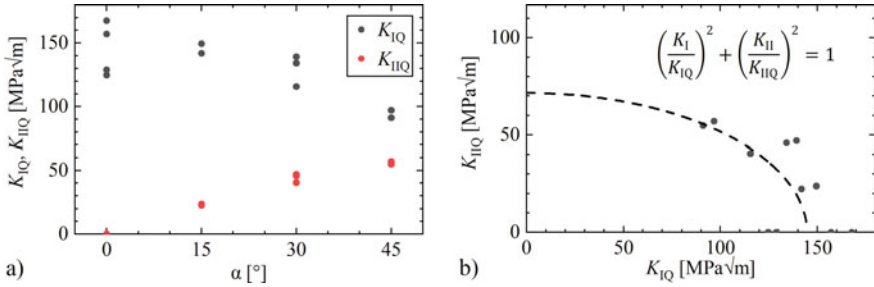 150
100
50
0
K_IQ, K_IIQ [MPa√m]
K_IQ
K_IIQ
0 15 30 45
α [°]
a)
100
50
0
K_IIQ [MPa√m]
(K_I/K_IQ)² + (K_II/K_IIQ)² = 1
0 50 100 150
K_IQ [MPa√m]
b)